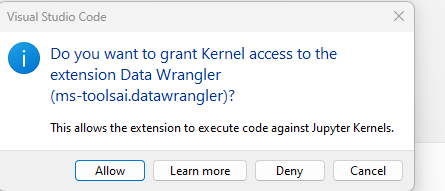 Visual Studio Code
Do you want to grant Kernel access to the
extension Data Wrangler
(ms-toolsai.datawrangler)?
This allows the extension to execute code against Jupyter Kernels.
Allow
Learn more
Deny
Cancel